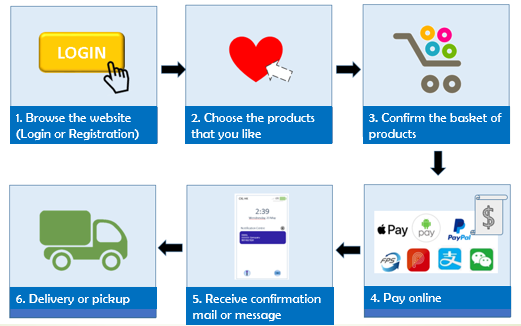 LOGIN
1. Browse the website
(Login or Registration)
2. Choose the products
that you like
3. Confirm the basket of
products
Pay
pay
PayPal
FPS
支
$
4. Pay online
2:39
5. Receive confirmation
mail or message
6. Delivery or pickup